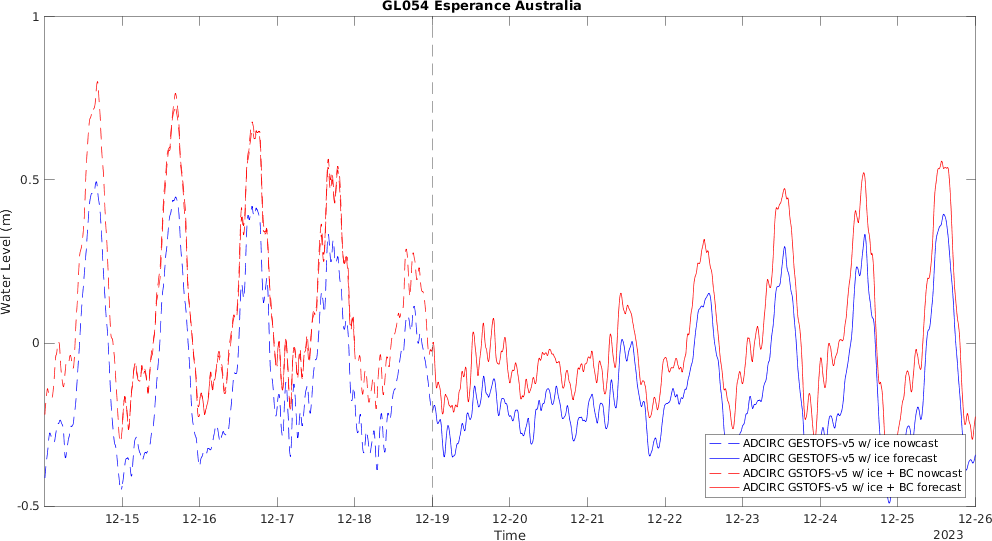 GL054 Esperance Australia
1
0.5
0
-0.5
Water Level (m)
12-15 12-16 12-17 12-18 12-19 12-20 12-21 12-22 12-23 12-24 12-25 12-26
Time
2023
ADCIRC GESTOFS-v5 w/ ice nowcast
ADCIRC GESTOFS-v5 w/ ice forecast
ADCIRC GSTOFS-v5 w/ ice + BC nowcast
ADCIRC GSTOFS-v5 w/ ice + BC forecast